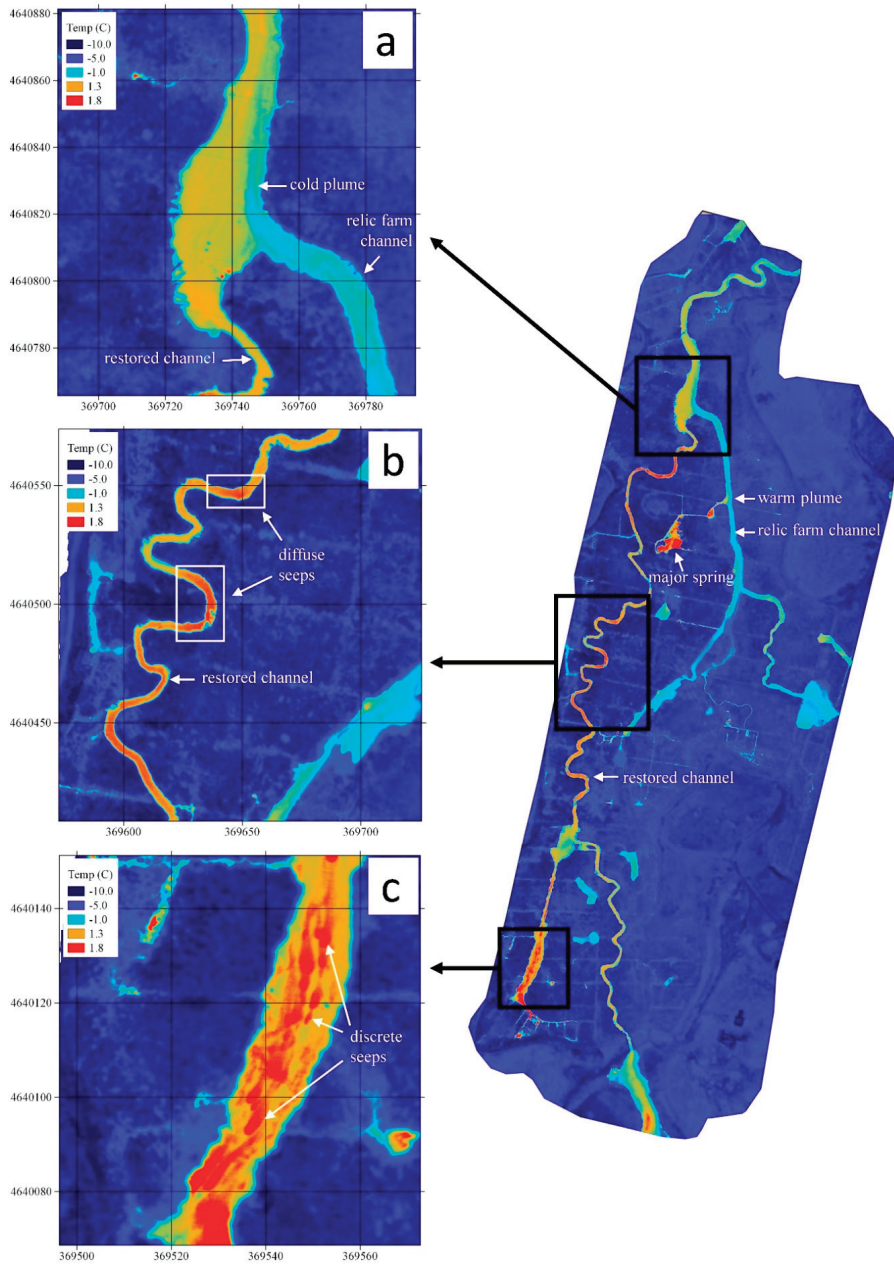 4640880
Temp (C)
-10.0
-5.0
-1.0
1.3
1.8
a
4640860
4640840
cold plume
4640820
relic farm
channel
4640800
restored channel
4640780
369700
369720
369740
369760
369780
b
Temp (C)
-10.0
-5.0
-1.0
1.3
1.8
4640550
diffuse
seeps
4640500
restored channel
4640450
369600
369650
369700
c
Temp (C)
-10.0
-5.0
-1.0
1.3
1.8
4640140
4640120
discrete
seeps
4640100
4640080
369500
369520
369540
369560
warm plume
relic farm channel
major spring
restored channel